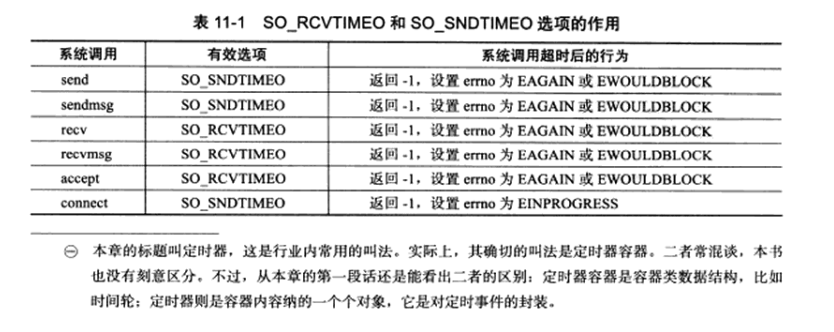 表 11-1 SO_RCVTIMEO 和 SO_SNDTIMEO 选项的作用
系统调用 有效选项 系统调用超时后的行为
send SO_SNDTIMEO 返回 -1，设置 errno 为 EAGAIN 或 EWOULDBLOCK
sendmsg SO_SNDTIMEO 返回 -1，设置 errno 为 EAGAIN 或 EWOULDBLOCK
recv SO_RCVTIMEO 返回 -1，设置 errno 为 EAGAIN 或 EWOULDBLOCK
recvmsg SO_RCVTIMEO 返回 -1，设置 errno 为 EAGAIN 或 EWOULDBLOCK
accept SO_RCVTIMEO 返回 -1，设置 errno 为 EAGAIN 或 EWOULDBLOCK
connect SO_SNDTIMEO 返回 -1，设置 errno 为 EINPROGRESS
㊀ 本章的标题叫定时器，这是行业内常用的叫法。实际上，其确切的叫法是定时器容器。二者常混谈，本书
也没有刻意区分。不过，从本章的第一段话还是能看出二者的区别：定时器容器是容器类数据结构，比如
时间轮；定时器则是容器内容纳的一个个对象，它是对定时事件的封装。